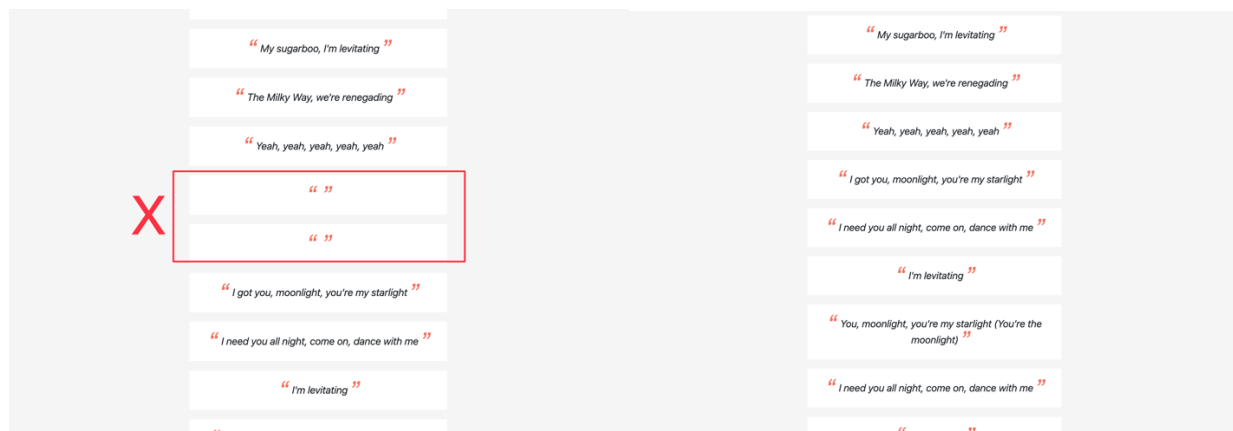 “ My sugarboo, I'm levitating ”
“ The Milky Way, we're renegading ”
“ Yeah, yeah, yeah, yeah, yeah ”
X
“ ”
“ ”
“ I got you, moonlight, you're my starlight ”
“ I need you all night, come on, dance with me ”
“ I'm levitating ”
“ My sugarboo, I'm levitating ”
“ The Milky Way, we're renegading ”
“ Yeah, yeah, yeah, yeah, yeah ”
“ I got you, moonlight, you're my starlight ”
“ I need you all night, come on, dance with me ”
“ I'm levitating ”
“ You, moonlight, you're my starlight (You're the
moonlight) ”
“ I need you all night, come on, dance with me ”